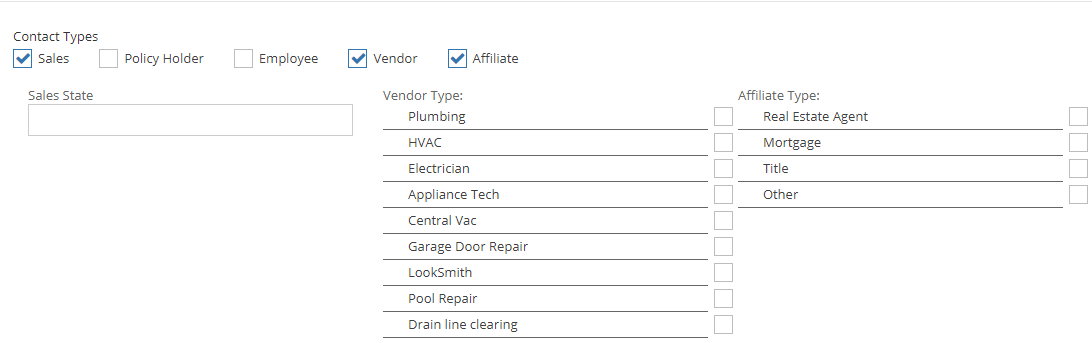 Contact Types
Sales Policy Holder Employee Vendor Affiliate
Sales State
Vendor Type:
Plumbing
HVAC
Electrician
Appliance Tech
Central Vac
Garage Door Repair
LookSmith
Pool Repair
Drain line clearing
Affiliate Type:
Real Estate Agent
Mortgage
Title
Other